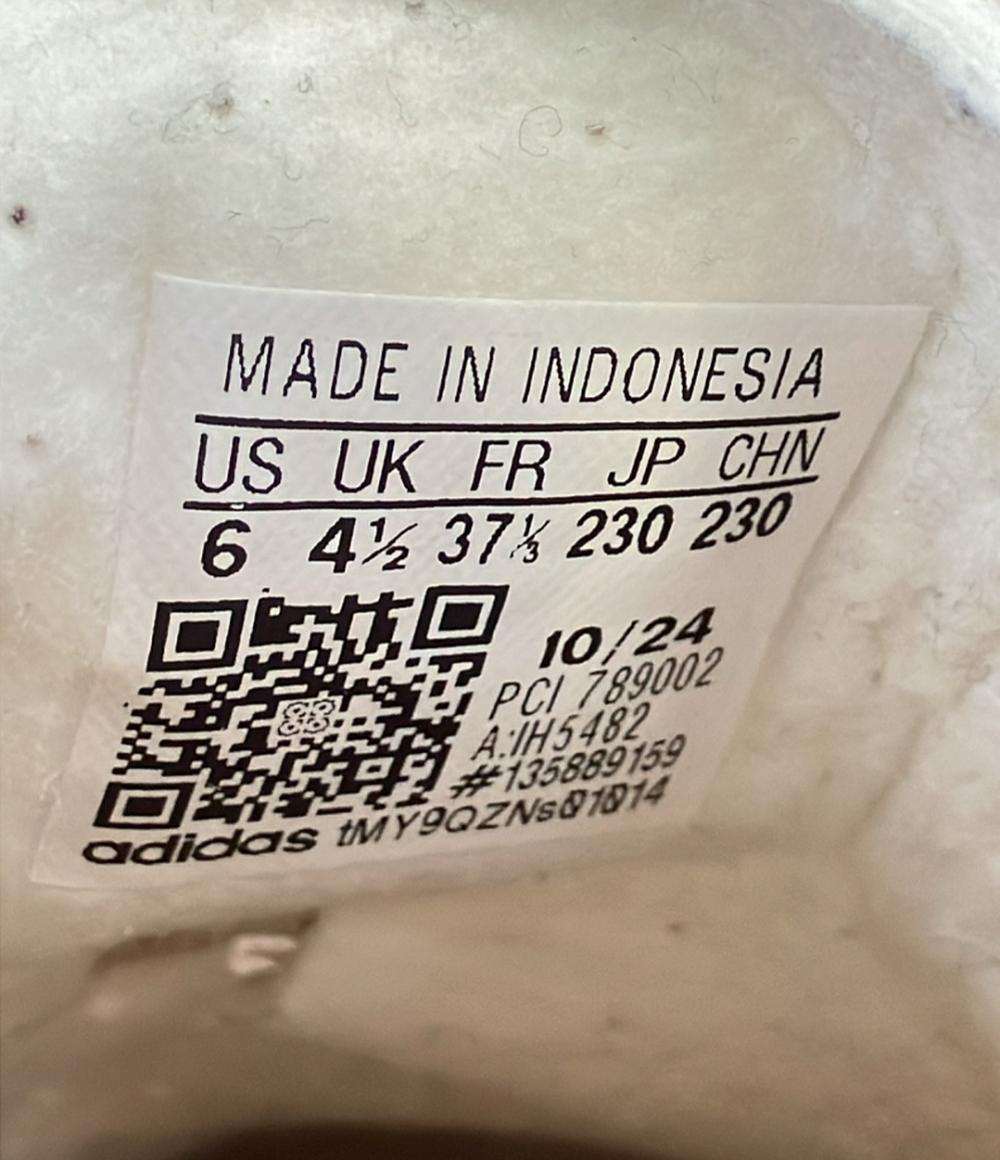 MADE IN INDONESIA
US UK FR JP CHN
6 4½ 37⅓ 230 230
10/24
PCI 789002
A:IH5482
#135889159
adidas tMY9QZNs01014